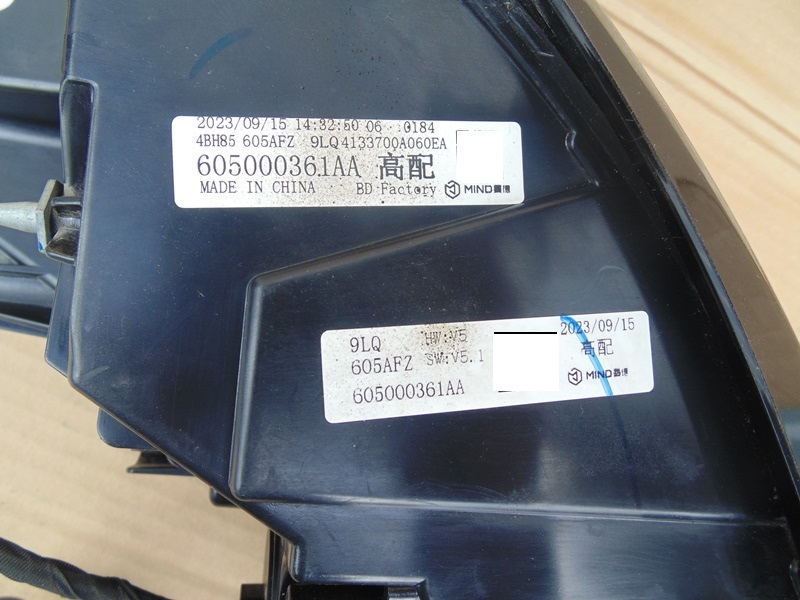 2023/09/15 14:32:50 06 0184
4BH85 605AFZ 9LQ4133700A060EA
605000361AA 高配
MADE IN CHINA BD Factory MIND
9LQ HW:V5 2023/09/15
605AFZ SW:V5.1 高配
605000361AA MIND